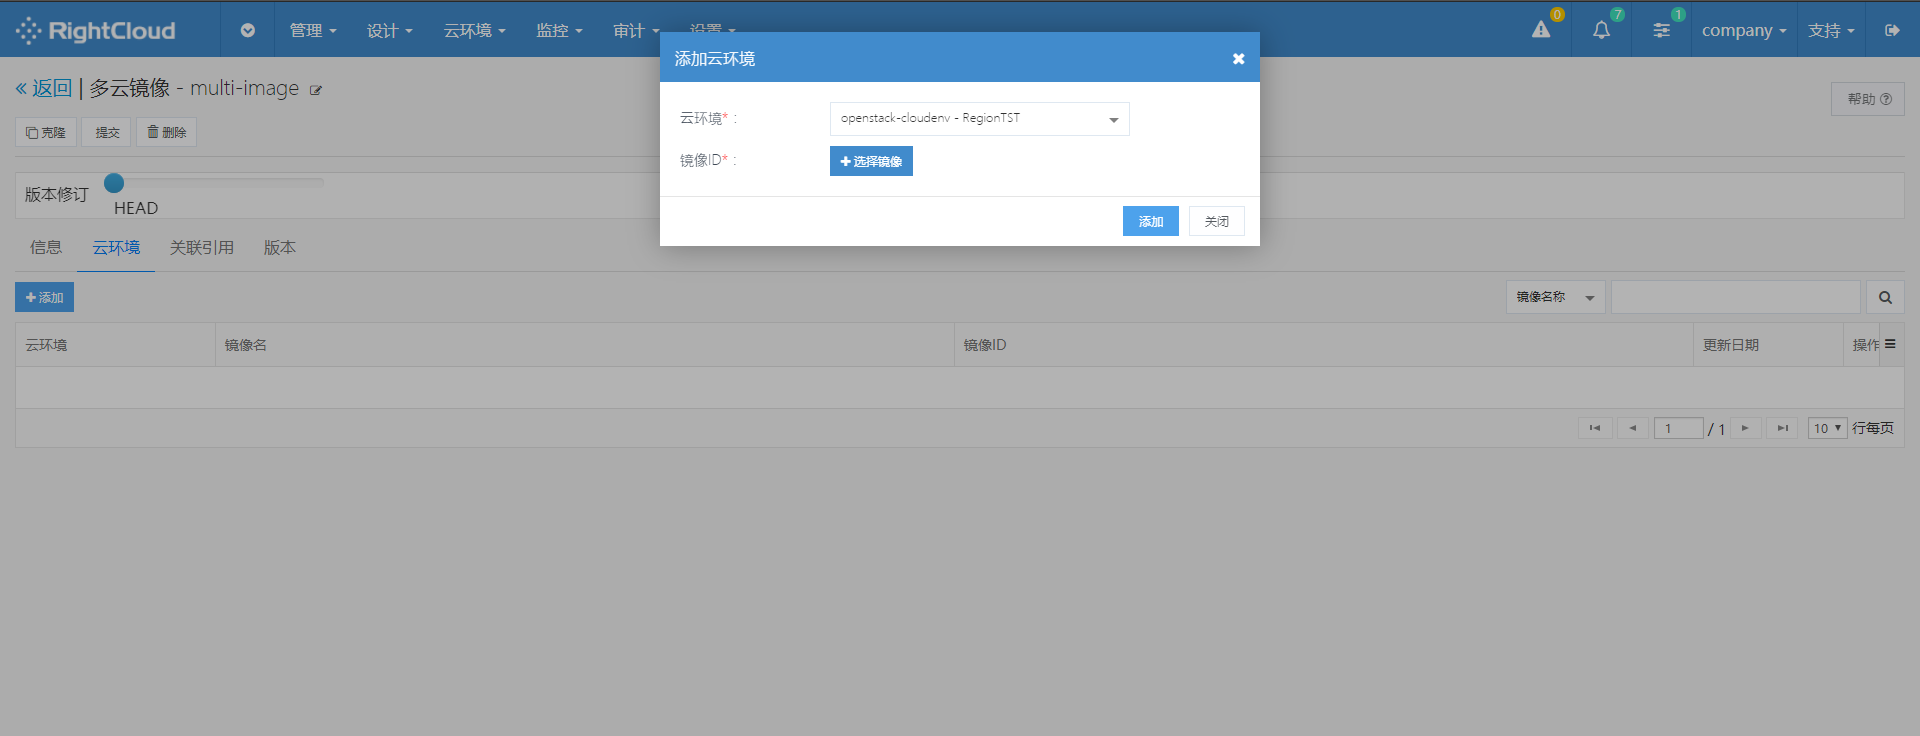 RightCloud 管理 设计 云环境 监控 审计 设置 0 7 1 company 支持
添加云环境
返回 | 多云镜像 - multi-image
帮助
克隆 提交 删除
云环境* : openstack-cloudenv - RegionTST
镜像ID* : 选择镜像
添加 关闭
版本修订
HEAD
信息 云环境 关联引用 版本
添加 镜像名称
云环境 镜像名 镜像ID 更新日期 操作
1 / 1 10 行每页